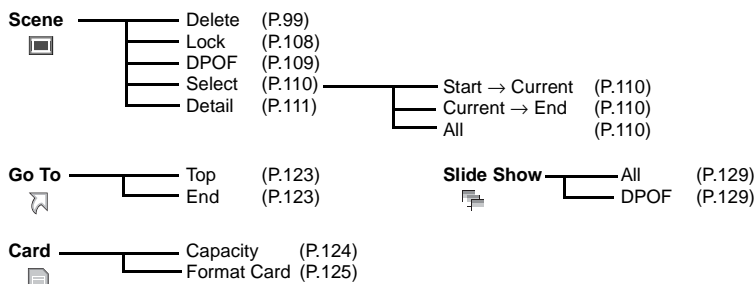 Scene Delete (P.99)
Lock (P.108)
DPOF (P.109)
Select (P.110) Start → Current (P.110)
Detail (P.111) Current → End (P.110)
All (P.110)
Go To Top (P.123) Slide Show All (P.129)
End (P.123) DPOF (P.129)
Card Capacity (P.124)
Format Card (P.125)